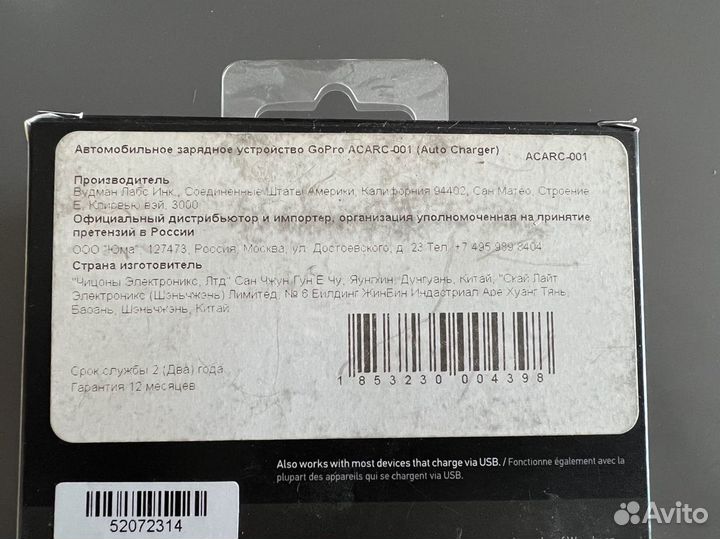 Автомобильное зарядное устройство GoPro ACARC-001 (Auto Charger)
ACARC-001
Производитель
Вудман Лабс Инк., Соединенные Штаты Америки, Калифорния 94402, Сан Матео, Строение
Е, Клирвью вэй, 3000
Официальный дистрибьютор и импортер, организация уполномоченная на принятие
претензий в России
ООО "Юма", 127473, Россия, Москва, ул. Достоевского, д. 23 Тел. +7 495 989 8404
Страна изготовитель
"Чицоны Электроникс, Лтд" Сан Чжун Гун Е Чу, Яунгхин, Дунгуань, Китай, "Скай Лайт
Электроникс (Шэньчжэнь) Лимитед, № 6 Билдинг ЖинБин Индастриал Аре Хуанг Тянь,
Баоань, Шэньчжэнь, Китай
1 853230 004398
Срок службы 2 (Два) года
Гарантия 12 месяцев
Also works with most devices that charge via USB. / Fonctionne également avec la
plupart des appareils qui se chargent via USB.
52072314
Avito